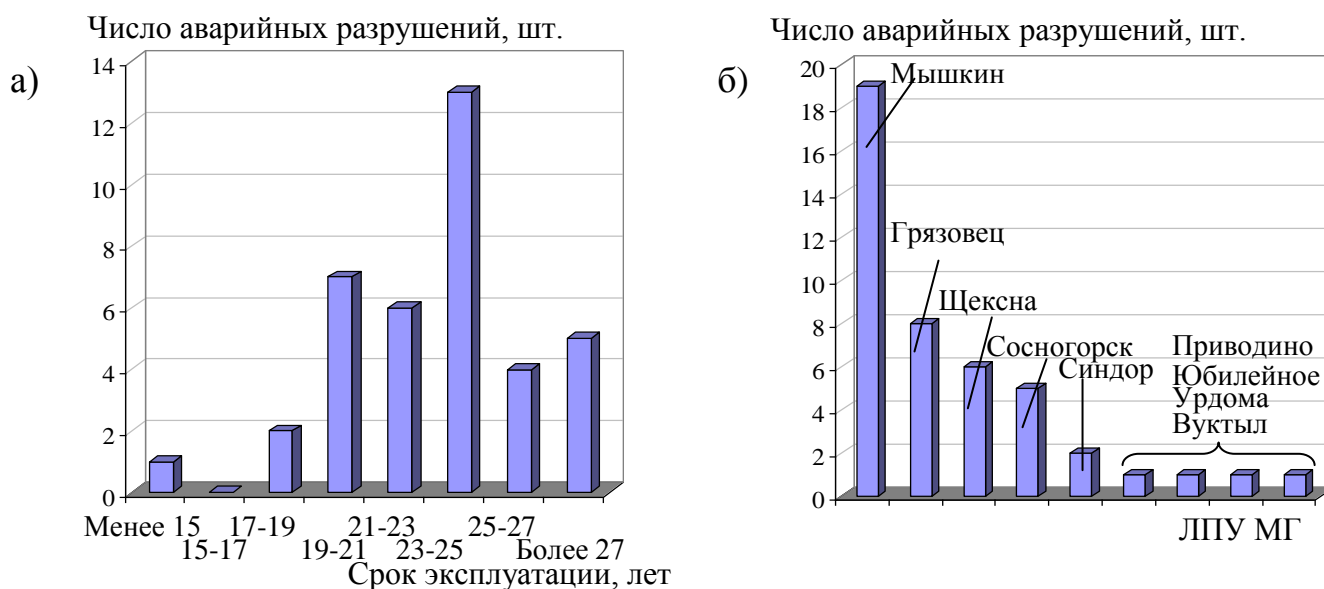 а)
Число аварийных разрушений, шт.
14
12
10
8
6
4
2
0
Менее 15
15-17
17-19
19-21
21-23
23-25
25-27
Более 27
Срок эксплуатации, лет
б)
Число аварийных разрушений, шт.
20
18
16
14
12
10
8
6
4
2
0
Мышкин
Грязовец
Щексна
Сосногорск
Синдор
Приводино
Юбилейное
Урдома
Вуктыл
ЛПУ МГ